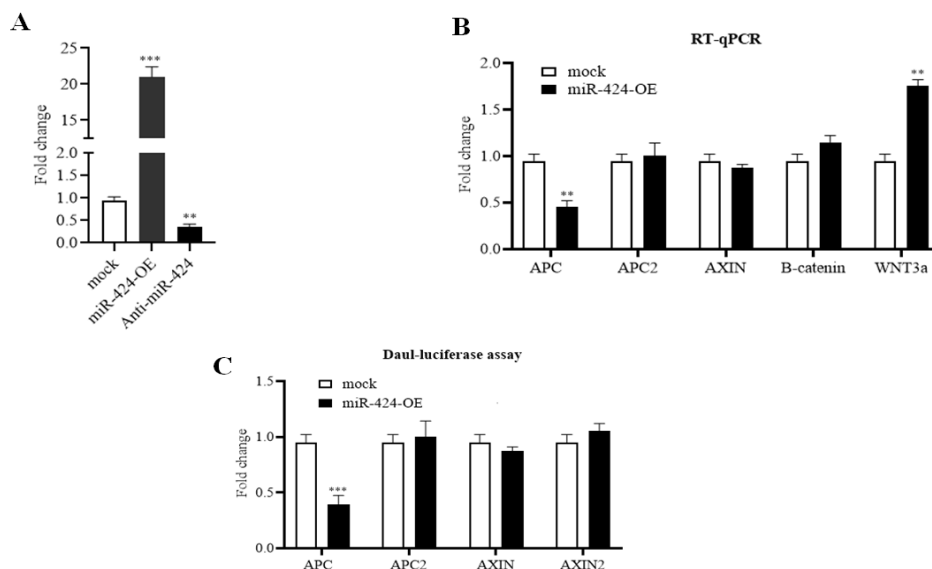 A
Fold change
25
20
15
2.0
1.5
1.0
0.5
0.0
***
**
mock
miR-424-OE
Anti-miR-424
B
RT-qPCR
Fold change
2.0
1.5
1.0
0.5
0.0
mock
miR-424-OE
**
**
APC
APC2
AXIN
B-catenin
WNT3a
C
Daul-luciferase assay
Fold change
1.5
1.0
0.5
0.0
mock
miR-424-OE
***
APC
APC2
AXIN
AXIN2